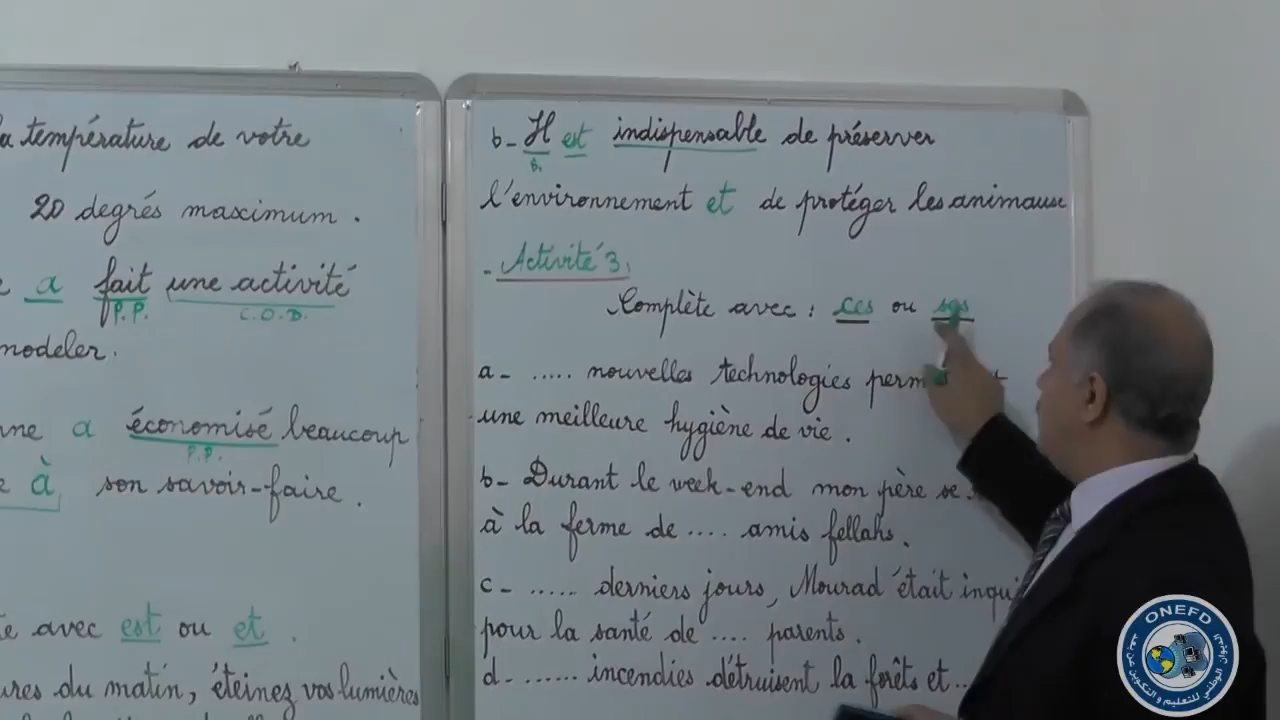 la température de votre
20 degrés maximum.
a fait une activité
P.P. C.O.D.
modeler.
a économisé beaucoup
P.P.
à son savoir-faire.
avec est ou et.
du matin, éteinez vos lumières
b- Il est indispensable de préserver
l'environnement et de protéger les animaux
- Activité 3:
Complète avec : ces ou ses
a- ..... nouvelles technologies
une meilleure hygiène de vie.
b- Durant le week-end mon père se
à la ferme de .... amis fellahs.
c- ..... derniers jours, Mourad était
pour la santé de .... parents.
d- ...... incendies détruisent la forêts et ..
ONEFD